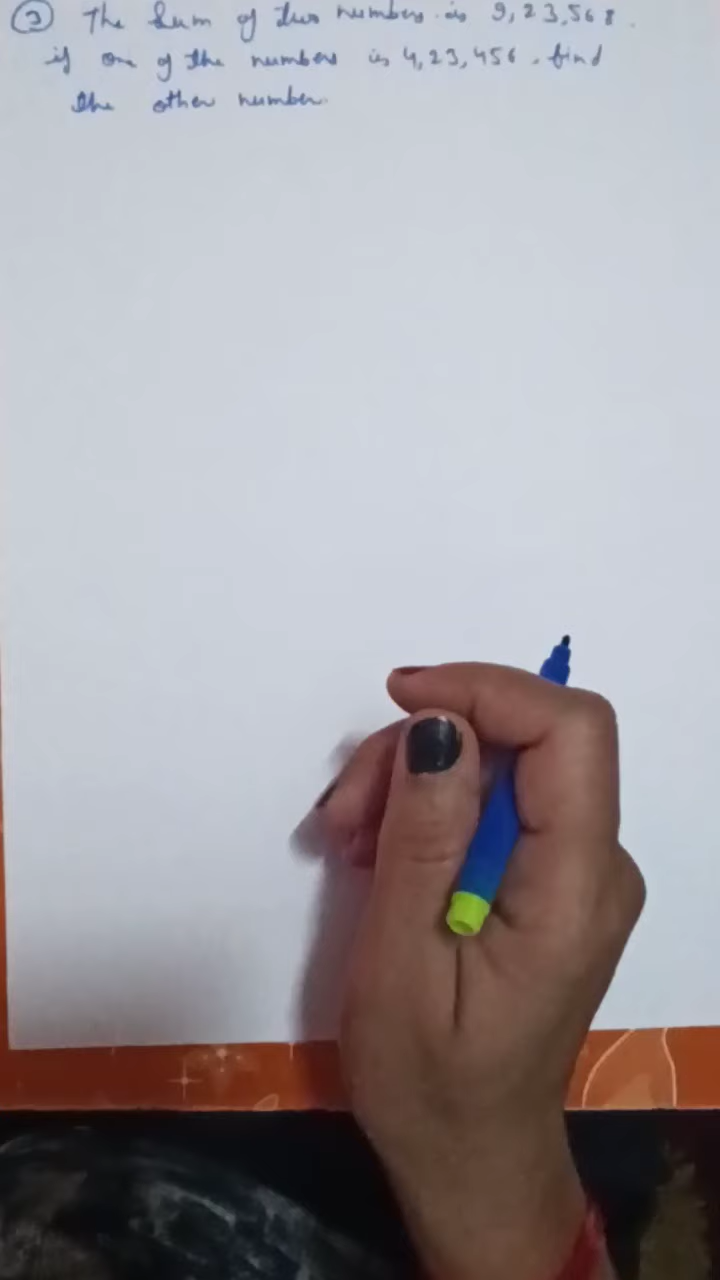 ② The sum of two numbers is 9,23,568.
if one of the numbers is 4,23,456. find
the other number.